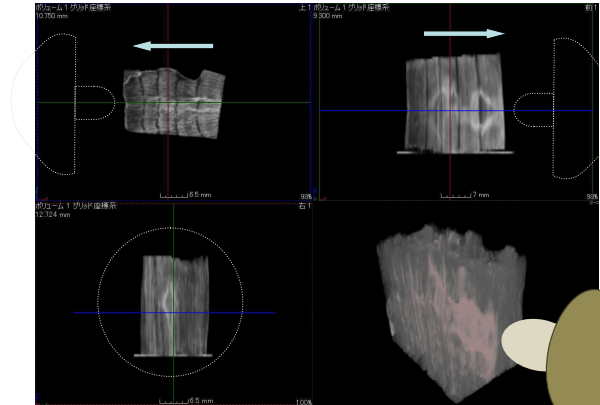 ボリューム 1 グリッド座標系
上 1
10.750 mm
6.5 mm
98%
ボリューム 1 グリッド座標系
前 1
9.300 mm
7 mm
98%
ボリューム 1 グリッド座標系
右 1
12.724 mm
6.5 mm
100%